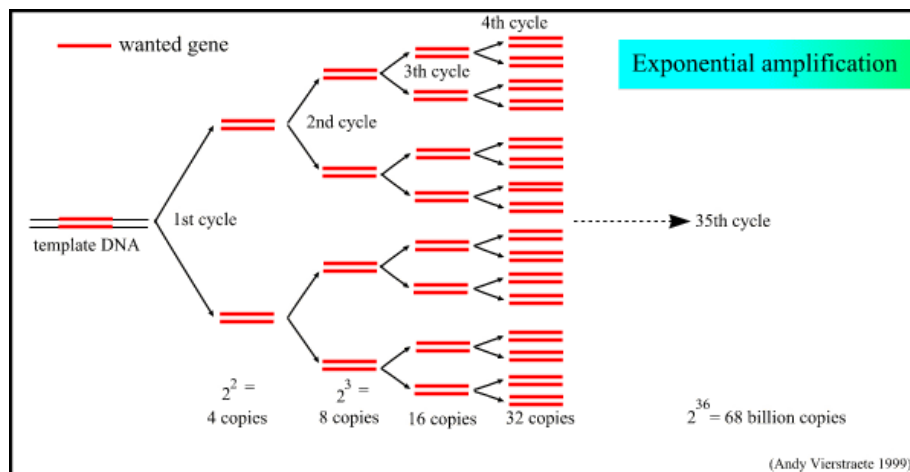 wanted gene
4th cycle
Exponential amplification
3th cycle
2nd cycle
1st cycle
template DNA
35th cycle
2² =
4 copies
2³ =
8 copies
16 copies
32 copies
2³⁶ = 68 billion copies
(Andy Vierstraete 1999)